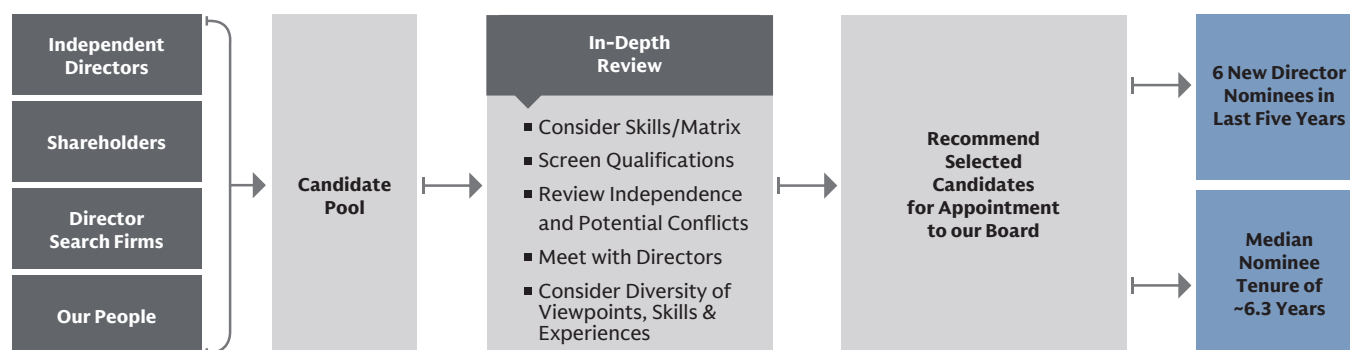 Independent
Directors
Shareholders
Director
Search Firms
Our People
Candidate
Pool
In-Depth
Review
▪ Consider Skills/Matrix
▪ Screen Qualifications
▪ Review Independence
and Potential Conflicts
▪ Meet with Directors
▪ Consider Diversity of
Viewpoints, Skills &
Experiences
Recommend
Selected
Candidates
for Appointment
to our Board
6 New Director
Nominees in
Last Five Years
Median
Nominee
Tenure of
~6.3 Years